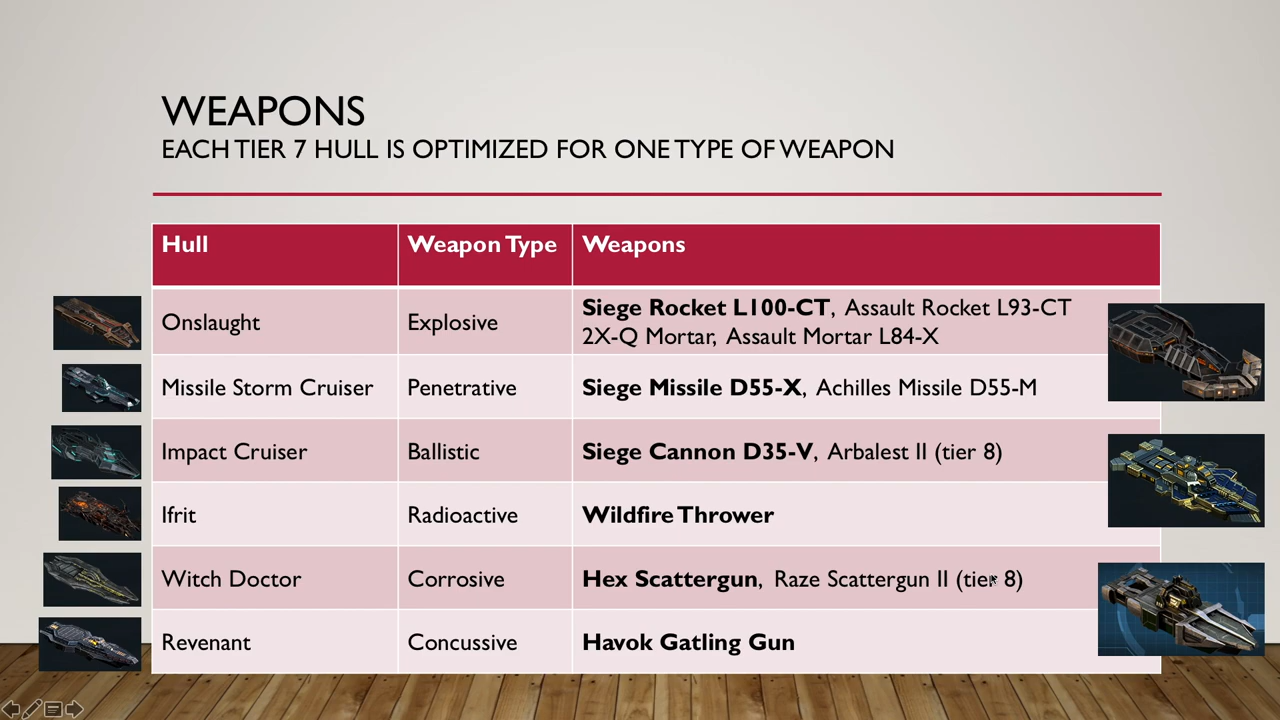 WEAPONS
EACH TIER 7 HULL IS OPTIMIZED FOR ONE TYPE OF WEAPON
Hull Weapon Type Weapons
Onslaught Explosive Siege Rocket L100-CT, Assault Rocket L93-CT
2X-Q Mortar, Assault Mortar L84-X
Missile Storm Cruiser Penetrative Siege Missile D55-X, Achilles Missile D55-M
Impact Cruiser Ballistic Siege Cannon D35-V, Arbalest II (tier 8)
Ifrit Radioactive Wildfire Thrower
Witch Doctor Corrosive Hex Scattergun, Raze Scattergun II (tier 8)
Revenant Concussive Havok Gatling Gun